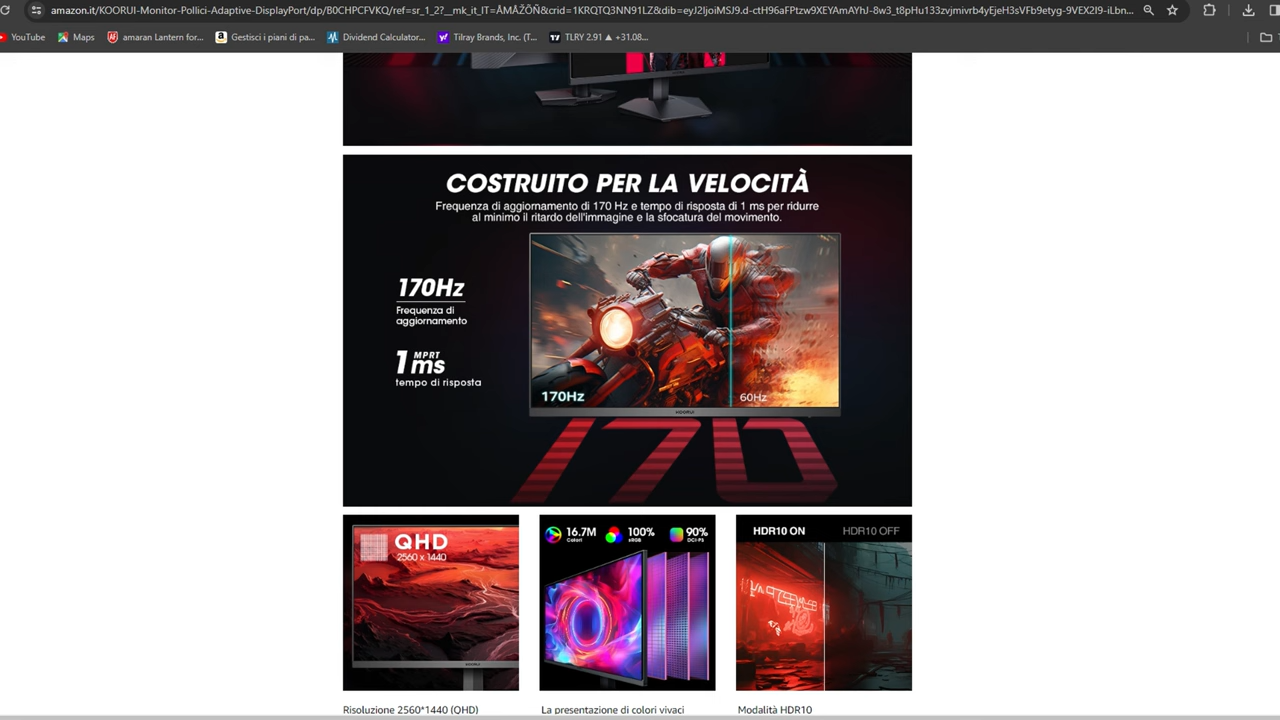 amazon.it/KOORUI-Monitor-Pollici-Adaptive-DisplayPort/dp/B0CHPCFVKQ/ref=sr_1_2?__mk_it_IT=ÅMÅŽÕÑ&crid=1KRQTQ3NN91LZ&dib=eyJ2IjoiMSJ9.d-ctH96aFPtzw9XEYAmAYhJ-8w3_t8pHu133zvjmivrb4yEjeH3sVFb9etyg-9VEX2I9-iLbn...
YouTube Maps amaran Lantern for... Gestisci i piani di pa... Dividend Calculator... Tilray Brands, Inc. (T... TLRY 2.91 ▲ +31.08...
COSTRUITO PER LA VELOCITÀ
Frequenza di aggiornamento di 170 Hz e tempo di risposta di 1 ms per ridurre
al minimo il ritardo dell'immagine e la sfocatura del movimento.
170Hz
Frequenza di
aggiornamento
1 MPRT ms
tempo di risposta
170Hz 60Hz
KOORUI
170
QHD
2560 x 1440
16.7M Colori 100% sRGB 90% DCI-P3
HDR10 ON HDR10 OFF
Risoluzione 2560*1440 (QHD) La presentazione di colori vivaci Modalità HDR10